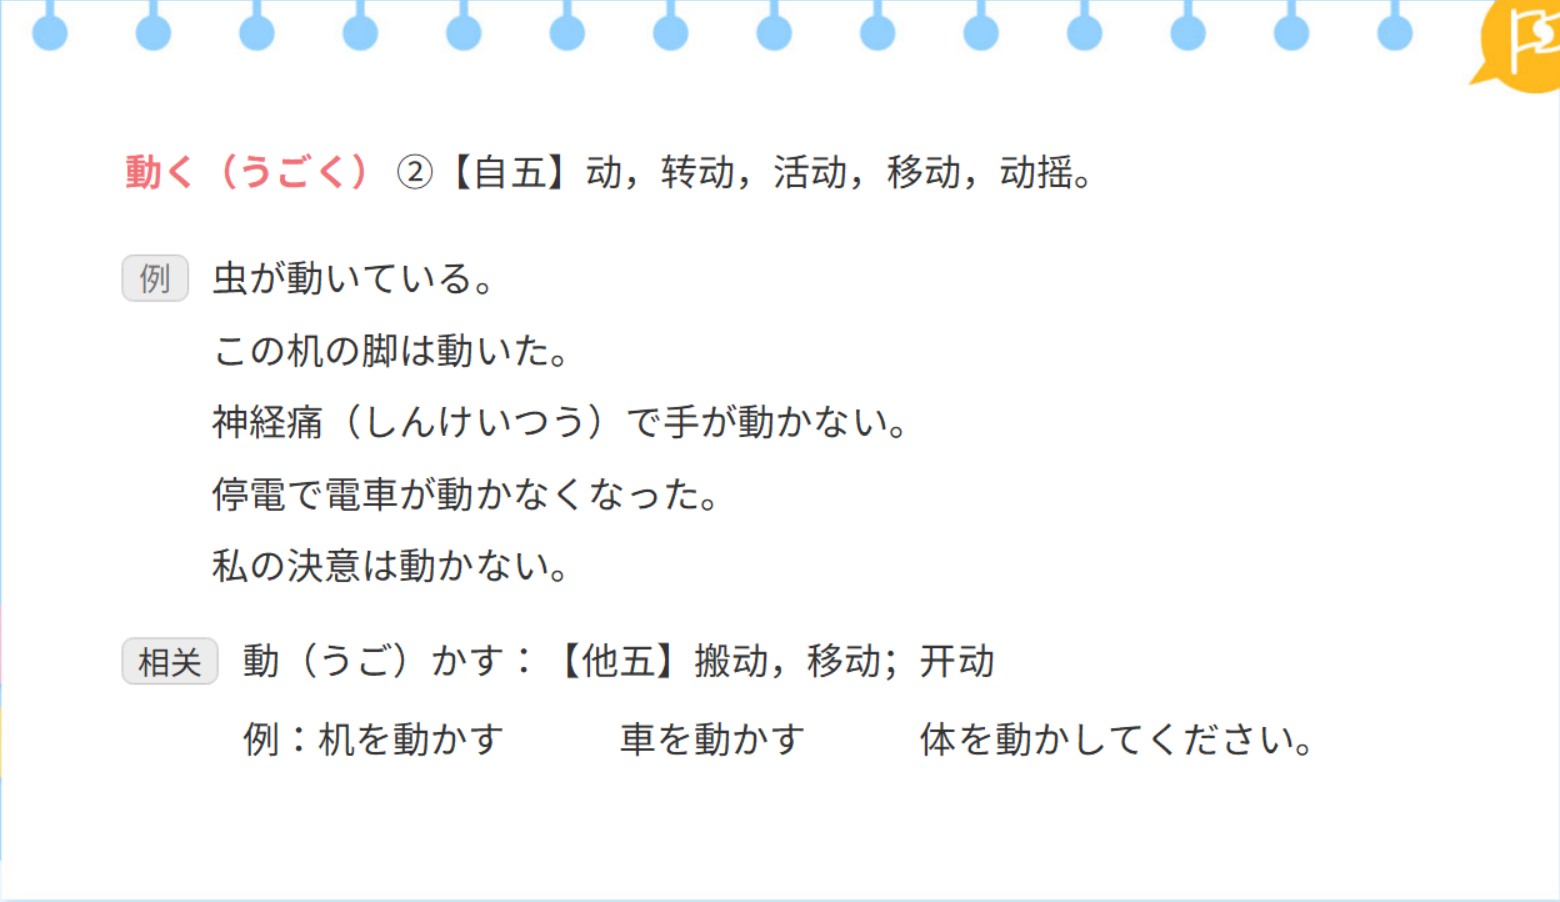 動く（うごく）②【自五】动，转动，活动，移动，动摇。
例 虫が動いている。
この机の脚は動いた。
神経痛（しんけいつう）で手が動かない。
停電で電車が動かなくなった。
私の決意は動かない。
相关 動（うご）かす：【他五】搬动，移动；开动
例：机を動かす 車を動かす 体を動かしてください。